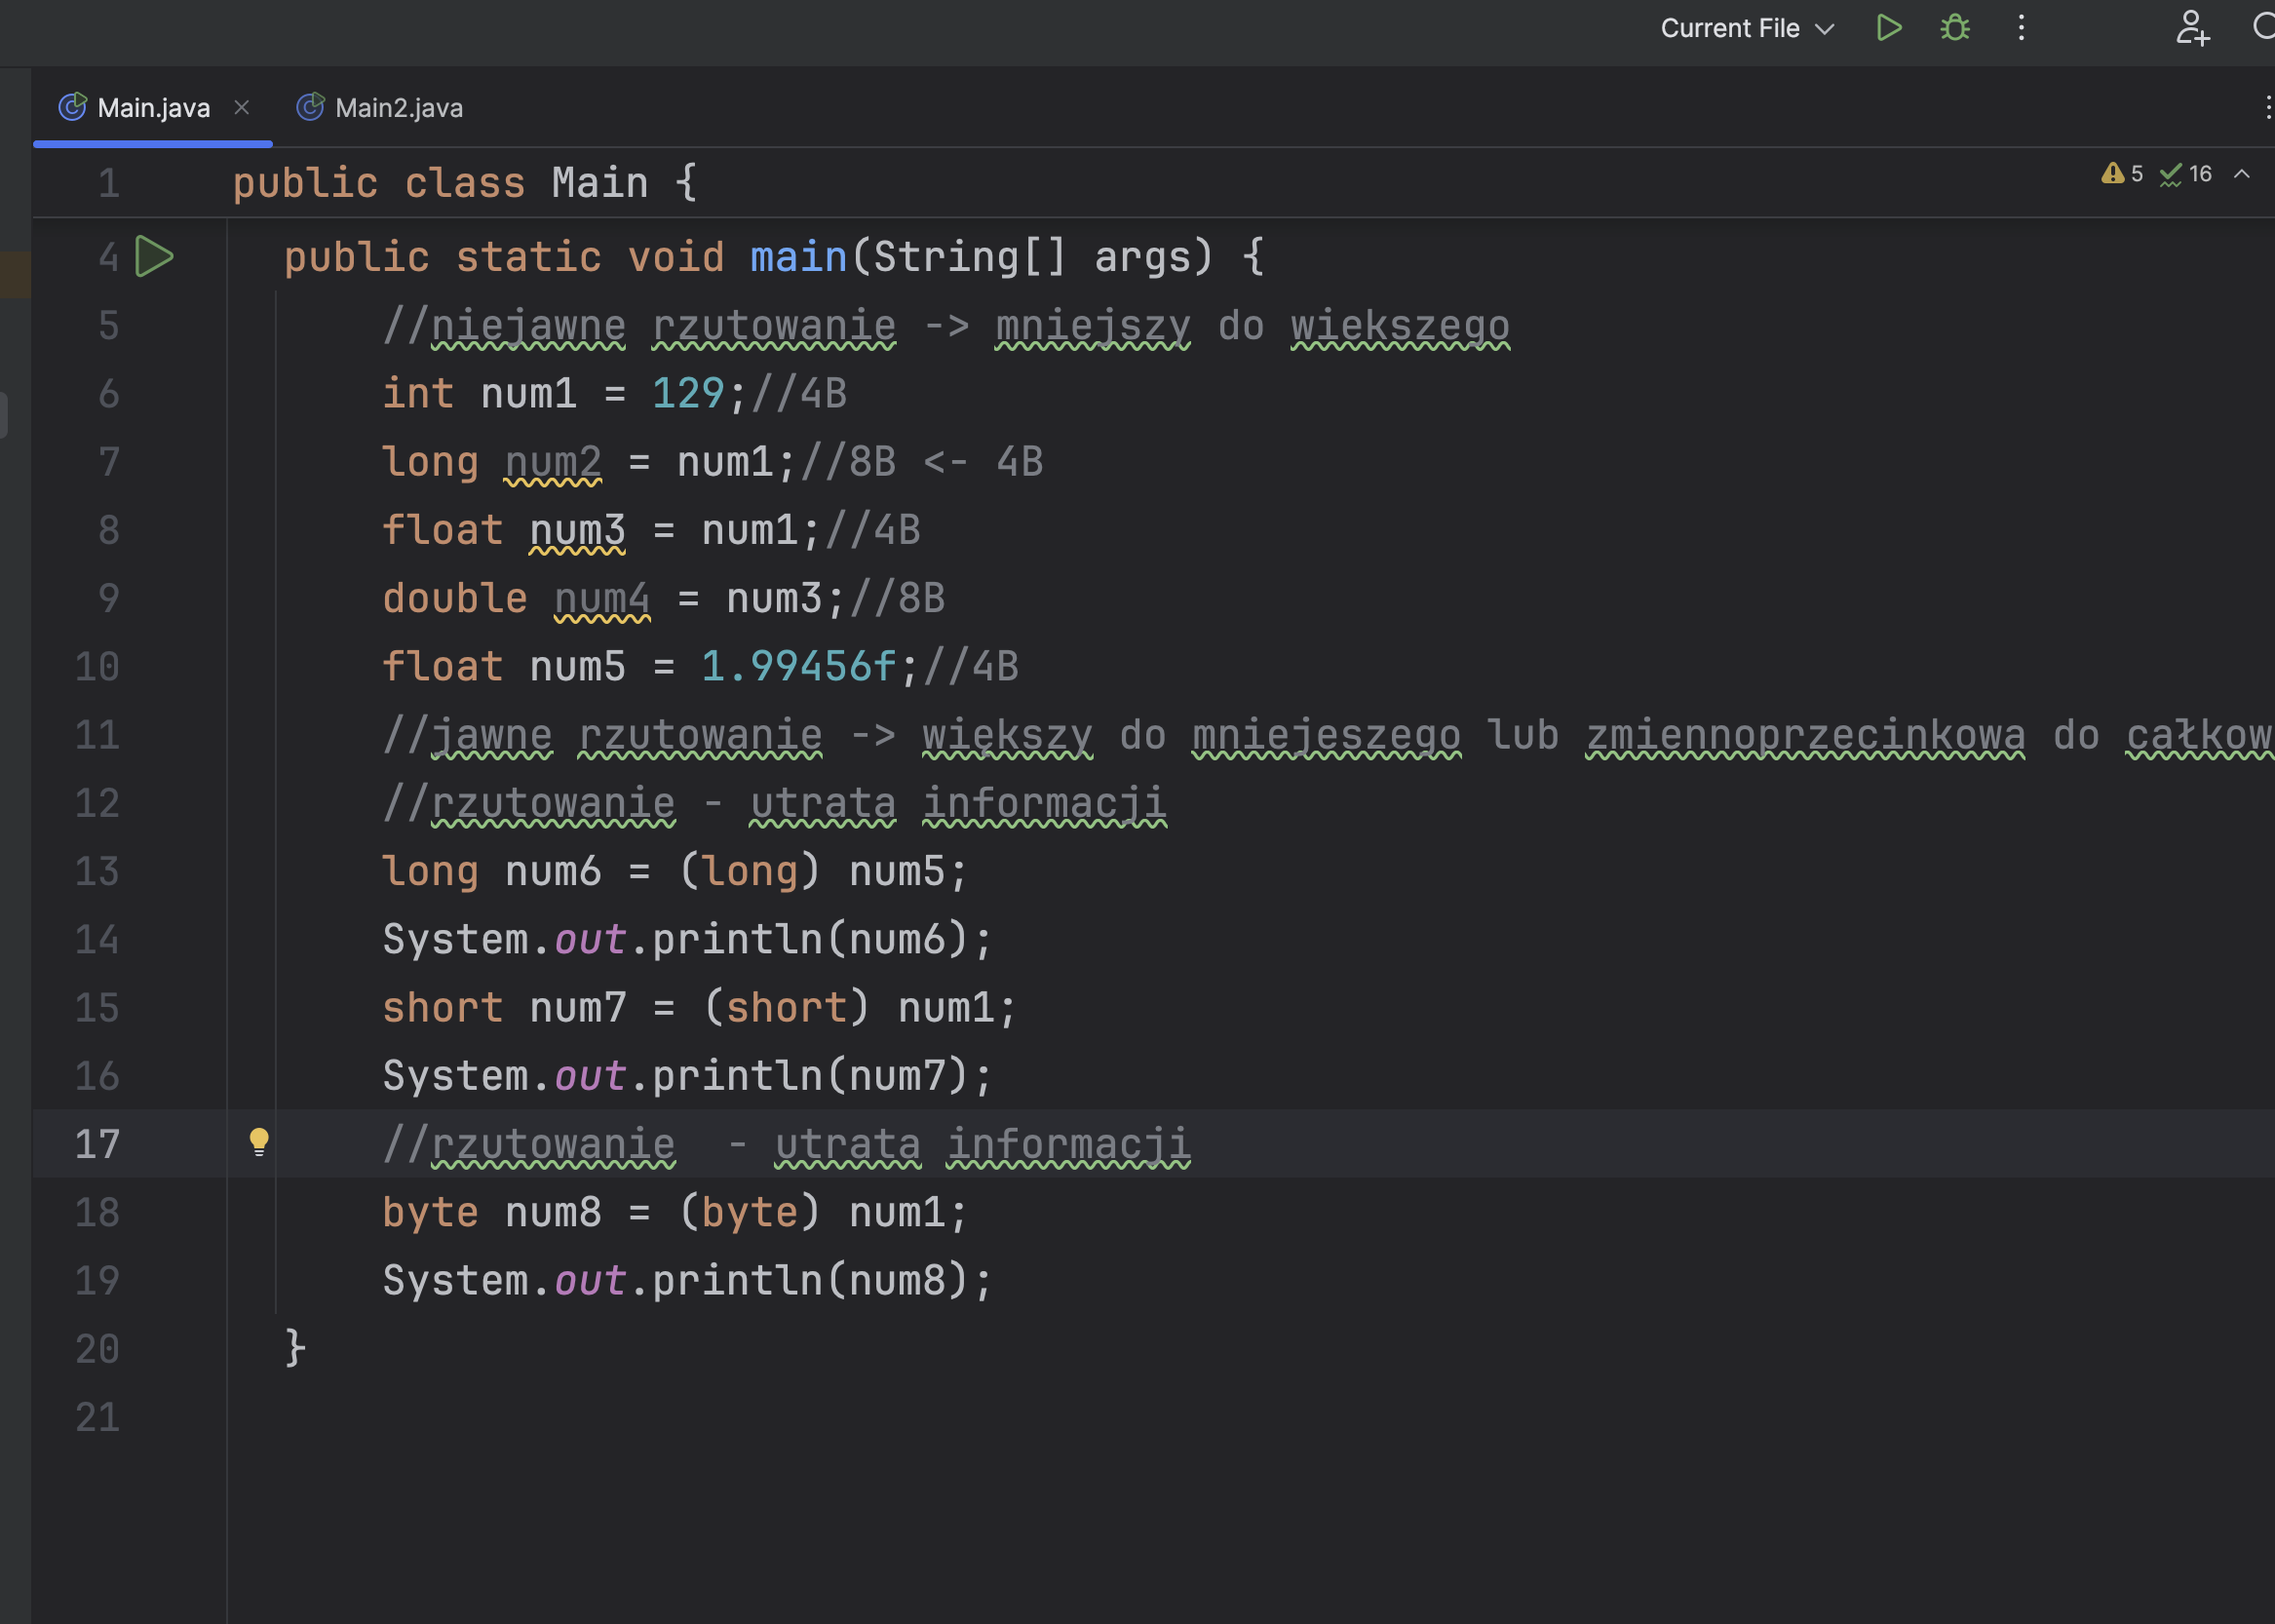 Current File
Main.java
Main2.java
1 public class Main {
5 16
4 public static void main(String[] args) {
5 //niejawne rzutowanie -> mniejszy do wiekszego
6 int num1 = 129;//4B
7 long num2 = num1;//8B <- 4B
8 float num3 = num1;//4B
9 double num4 = num3;//8B
10 float num5 = 1.99456f;//4B
11 //jawne rzutowanie -> większy do mniejeszego lub zmiennoprzecinkowa do całkow
12 //rzutowanie - utrata informacji
13 long num6 = (long) num5;
14 System.out.println(num6);
15 short num7 = (short) num1;
16 System.out.println(num7);
17 //rzutowanie  - utrata informacji
18 byte num8 = (byte) num1;
19 System.out.println(num8);
20 }
21